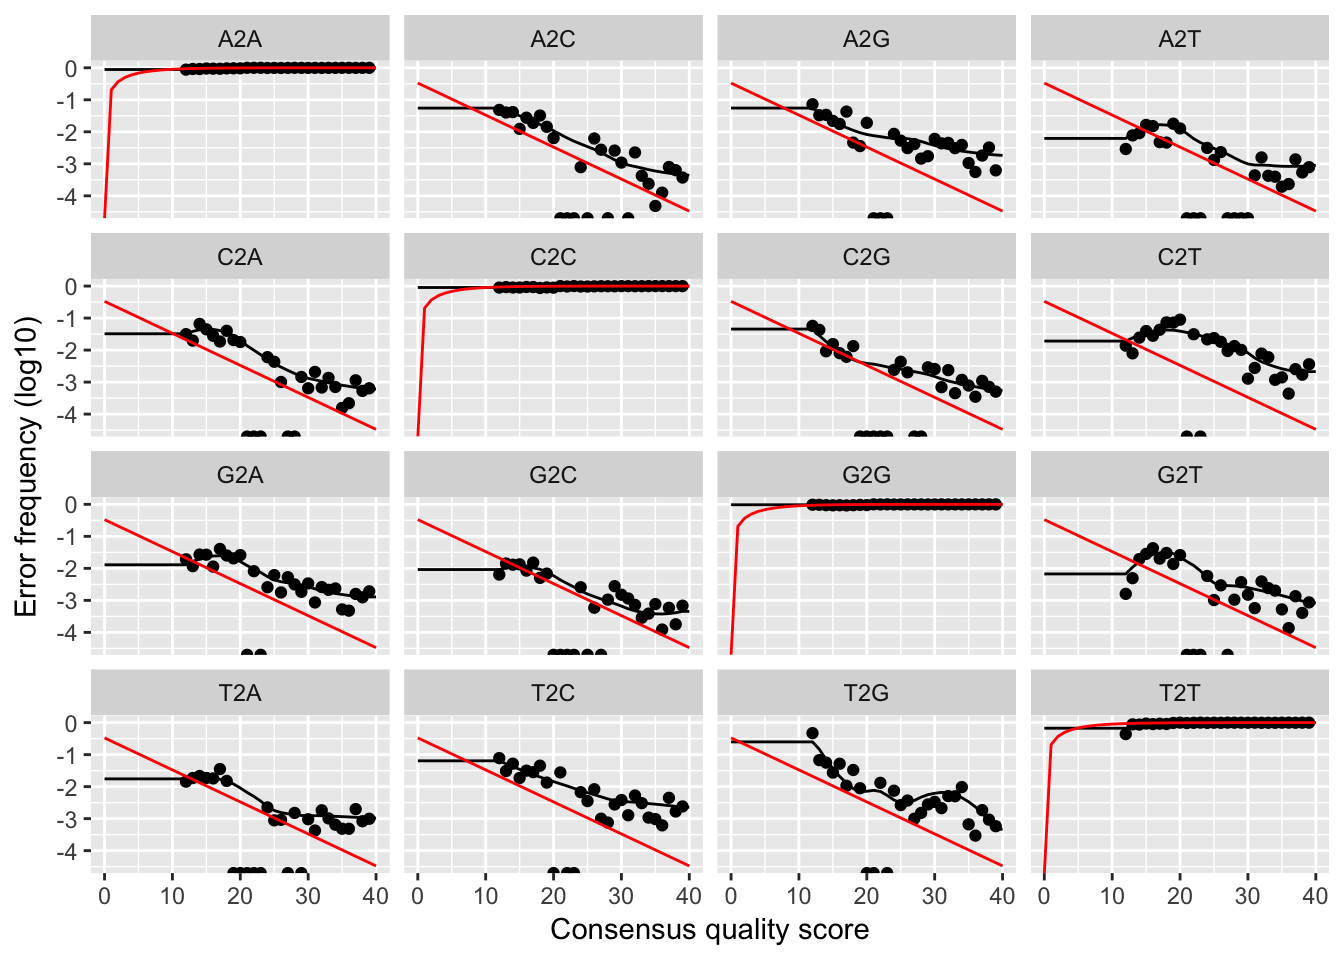 A2A A2C A2G A2T
0
-1
-2
-3
-4
C2A C2C C2G C2T
0
-1
-2
-3
-4
G2A G2C G2G G2T
0
-1
-2
-3
-4
T2A T2C T2G T2T
0
-1
-2
-3
-4
0 10 20 30 40 0 10 20 30 40 0 10 20 30 40 0 10 20 30 40
Consensus quality score
Error frequency (log10)